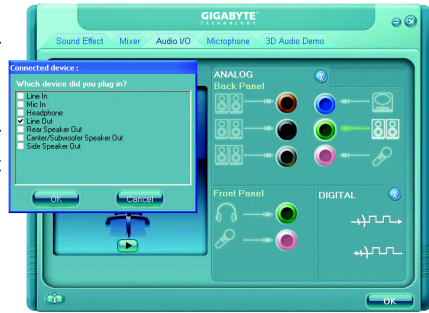 GIGABYTE
TECHNOLOGY
Sound Effect Mixer Audio I/O Microphone 3D Audio Demo
Connected device :
Which device did you plug in?
Line In
Mic In
Headphone
Line Out
Rear Speaker Out
Center/Subwoofer Speaker Out
Side Speaker Out
OK Cancel
ANALOG
Back Panel
Front Panel
DIGITAL
OK